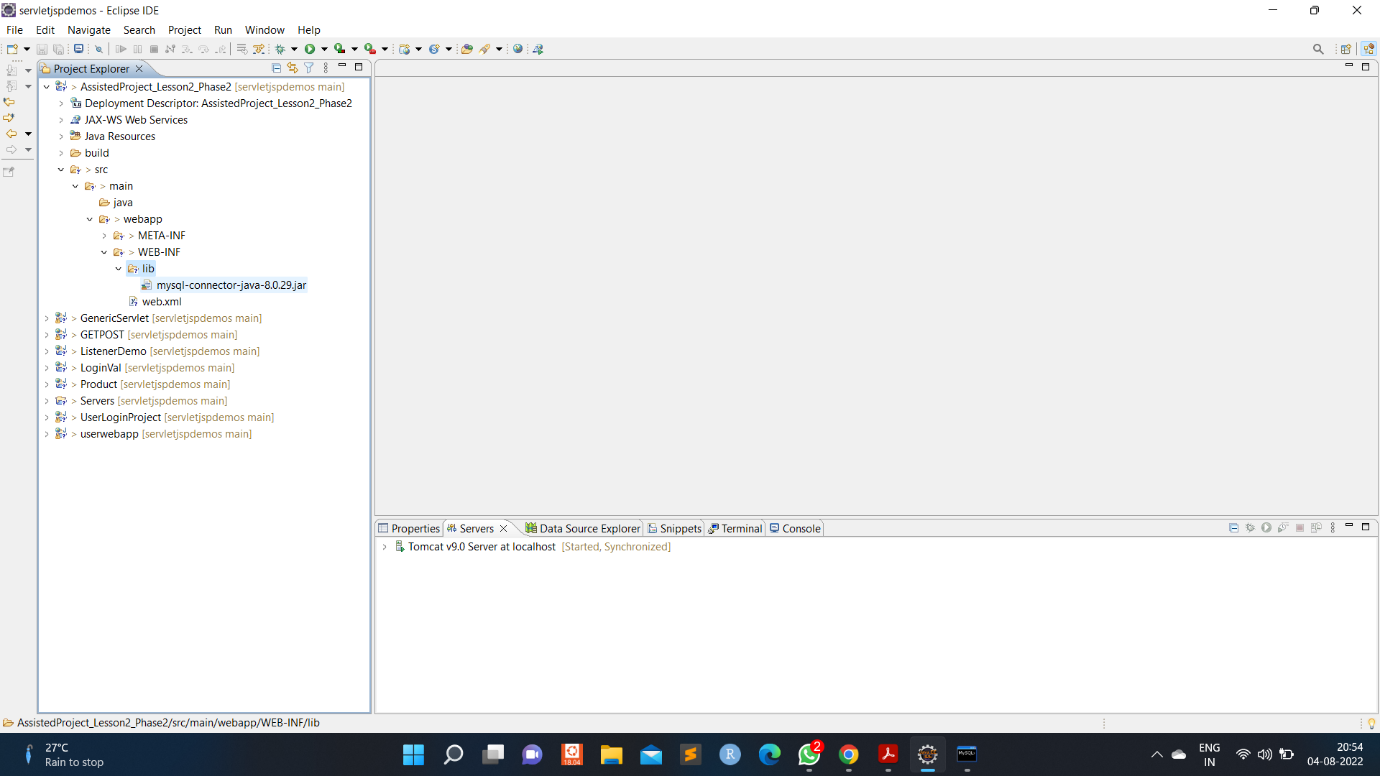 servletjspdemos - Eclipse IDE
File Edit Navigate Search Project Run Window Help
Project Explorer
AssistedProject_Lesson2_Phase2 [servletjspdemos main]
Deployment Descriptor: AssistedProject_Lesson2_Phase2
JAX-WS Web Services
Java Resources
build
> src
> main
java
> webapp
> META-INF
> WEB-INF
lib
mysql-connector-java-8.0.29.jar
web.xml
> GenericServlet [servletjspdemos main]
> GETPOST [servletjspdemos main]
> ListenerDemo [servletjspdemos main]
> LoginVal [servletjspdemos main]
> Product [servletjspdemos main]
> Servers [servletjspdemos main]
> UserLoginProject [servletjspdemos main]
> userwebapp [servletjspdemos main]
Properties Servers Data Source Explorer Snippets Terminal Console
Tomcat v9.0 Server at localhost [Started, Synchronized]
AssistedProject_Lesson2_Phase2/src/main/webapp/WEB-INF/lib
27°C
Rain to stop
18.04
R
2
MySQL
ENG
IN
20:54
04-08-2022